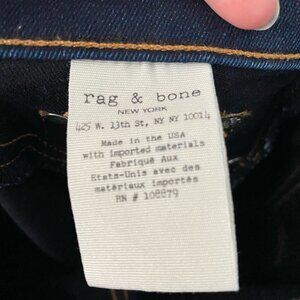 rag & bone
NEW YORK
425 W. 13th St, NY NY 10014
Made in the USA
with imported materials
Fabriqué Aux
Etats-Unis avec des
matériaux importés
RN # 108879